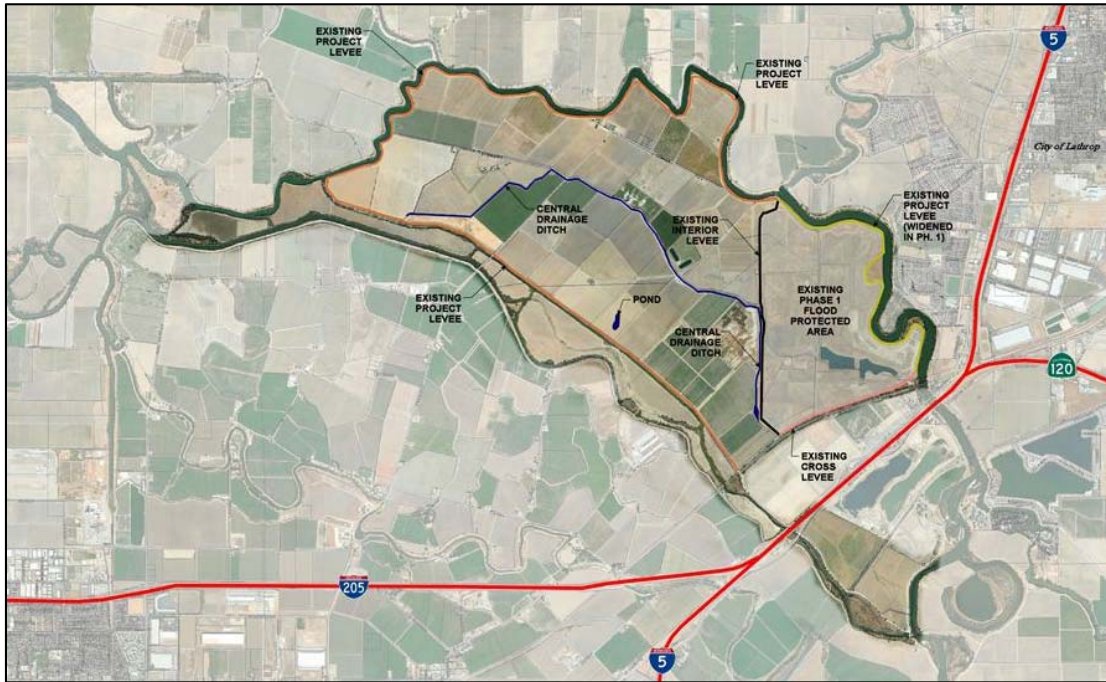 EXISTING
PROJECT
LEVEE
EXISTING
PROJECT
LEVEE
5
City of Lathrop
EXISTING
PROJECT
LEVEE
(WIDENED
IN PH. 1)
CENTRAL
DRAINAGE
DITCH
EXISTING
INTERIOR
LEVEE
EXISTING
PHASE 1
FLOOD
PROTECTED
AREA
EXISTING
PROJECT
LEVEE
POND
CENTRAL
DRAINAGE
DITCH
120
EXISTING
CROSS
LEVEE
205
5